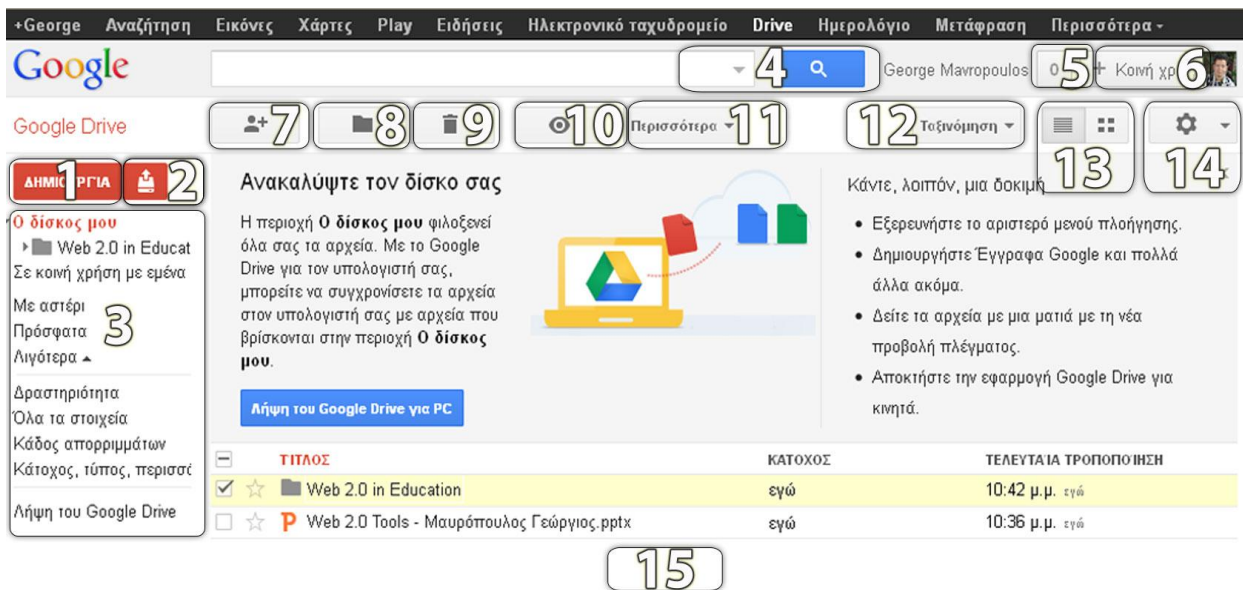 +George Αναζήτηση Εικόνες Χάρτες Play Ειδήσεις Ηλεκτρονικό ταχυδρομείο Drive Ημερολόγιο Μετάφραση Περισσότερα
Google 4 George Mavropoulos 0 5 + Κοινή 6
Google Drive 7 8 9 10 Περισσότερα 11 12 Ταξινόμηση 13 14
1 2
Ο δίσκος μου
Web 2.0 in Educat
Σε κοινή χρήση με εμένα
Με αστέρι
Πρόσφατα
3
Λιγότερα
Δραστηριότητα
Όλα τα στοιχεία
Κάδος απορριμμάτων
Κάτοχος, τύπος, περισσό
Λήψη του Google Drive
Ανακαλύψτε τον δίσκο σας
Η περιοχή Ο δίσκος μου φιλοξενεί
όλα σας τα αρχεία. Με το Google
Drive για τον υπολογιστή σας,
μπορείτε να συγχρονίσετε τα αρχεία
στον υπολογιστή σας με αρχεία που
βρίσκονται στην περιοχή Ο δίσκος
μου.
Λήψη του Google Drive για PC
Κάντε, λοιπόν, μια δοκιμή
Εξερευνήστε το αριστερό μενού πλοήγησης.
Δημιουργήστε Έγγραφα Google και πολλά
άλλα ακόμα.
Δείτε τα αρχεία με μια ματιά με τη νέα
προβολή πλέγματος.
Αποκτήστε την εφαρμογή Google Drive για
κινητά.
ΤΙΤΛΟΣ ΚΑΤΟΧΟΣ ΤΕΛΕΥΤΑΊΑ ΤΡΟΠΟΠΟΊΗΣΗ
Web 2.0 in Education εγώ 10:42 μ.μ. εγώ
P Web 2.0 Tools - Μαυρόπουλος Γεώργιος.pptx εγώ 10:36 μ.μ. εγώ
15